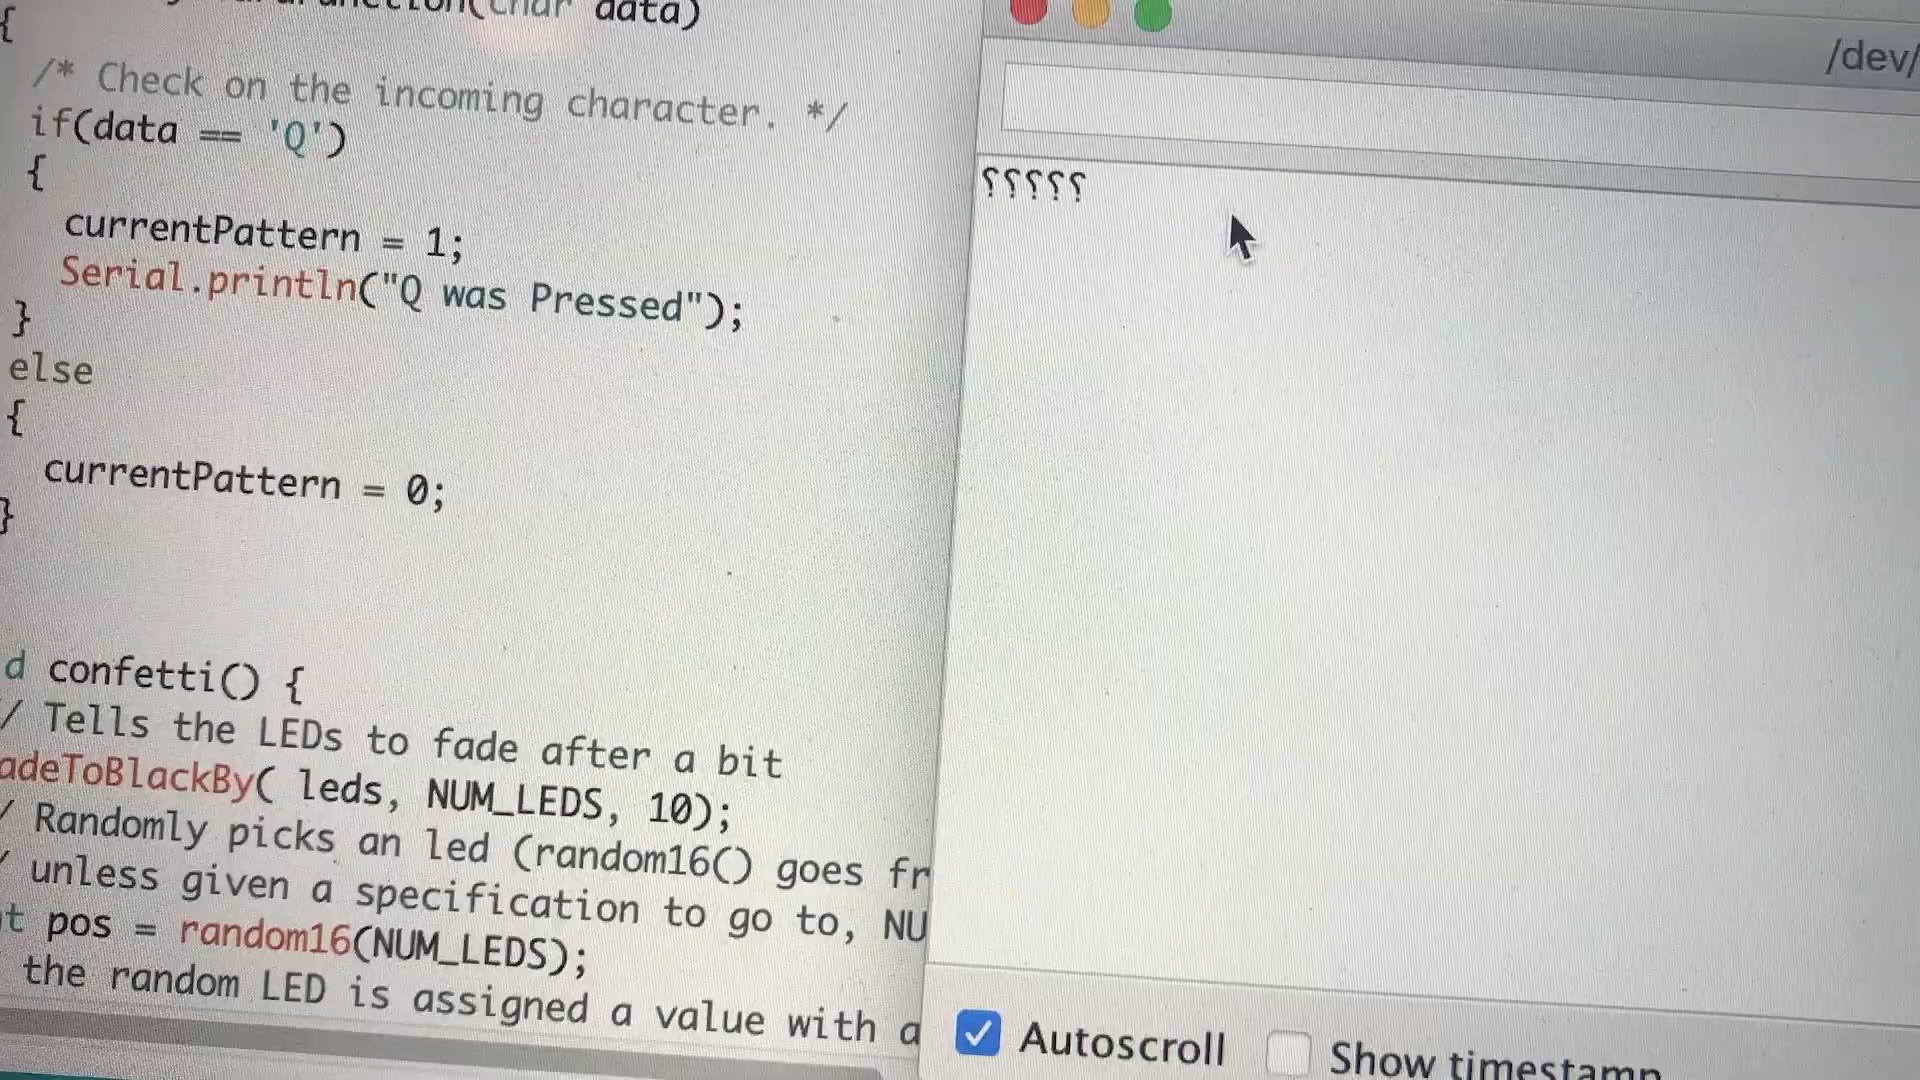 data)
{
/* Check on the incoming character. */
if(data == 'Q')
{
currentPattern = 1;
Serial.println("Q was Pressed");
}
else
{
currentPattern = 0;
}
d confetti() {
/ Tells the LEDs to fade after a bit
adeToBlackBy( leds, NUM_LEDS, 10);
/ Randomly picks an led (random16() goes fr
/ unless given a specification to go to, NU
t pos = random16(NUM_LEDS);
the random LED is assigned a value with a
/dev/
⸮⸮⸮⸮⸮
Autoscroll
Show timestamp